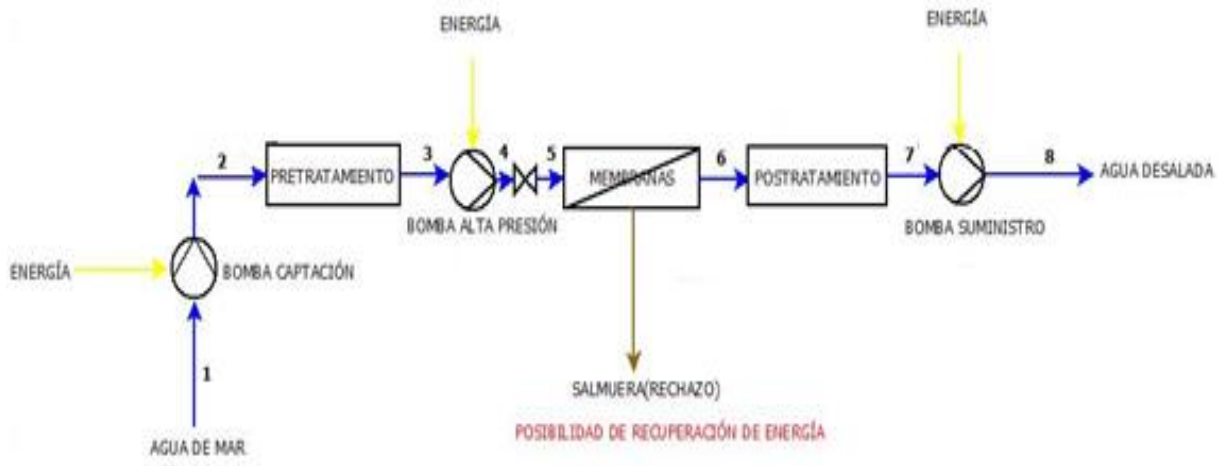 ENERGÍA
ENERGÍA
2
PRETRATAMIENTO
3
4
5
MEMBRANAS
6
POSTRATAMIENTO
7
8
AGUA DESALADA
BOMBA ALTA PRESIÓN
BOMBA SUMINISTRO
ENERGÍA
BOMBA CAPTACIÓN
1
SALMUERA(RECHAZO)
POSIBILIDAD DE RECUPERACIÓN DE ENERGÍA
AGUA DE MAR